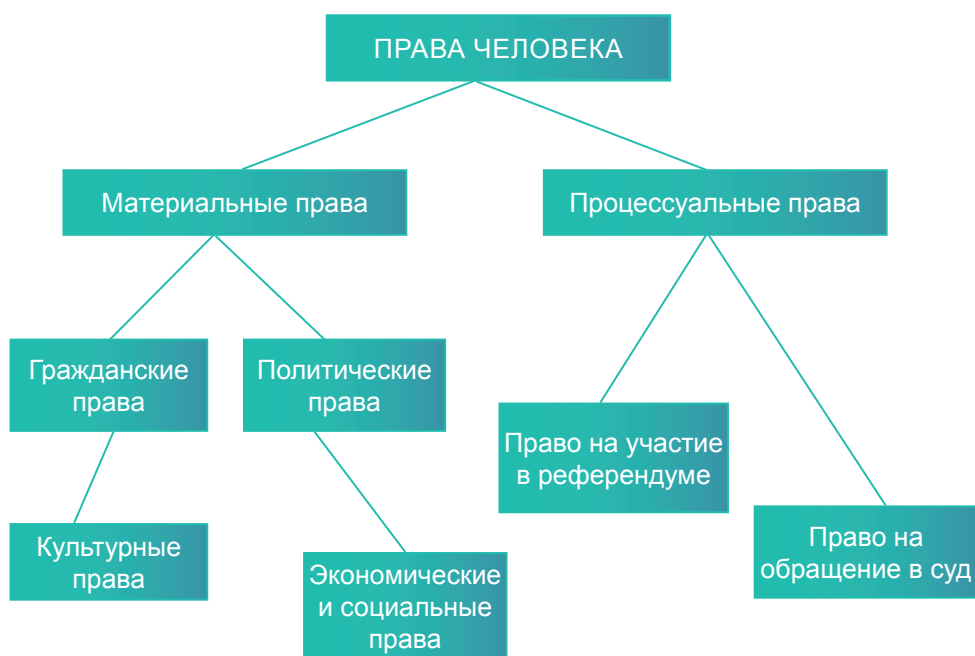 ПРАВА ЧЕЛОВЕКА
Материальные права
Процессуальные права
Гражданские
права
Политические
права
Право на участие
в референдуме
Культурные
права
Экономические
и социальные
права
Право на
обращение в суд